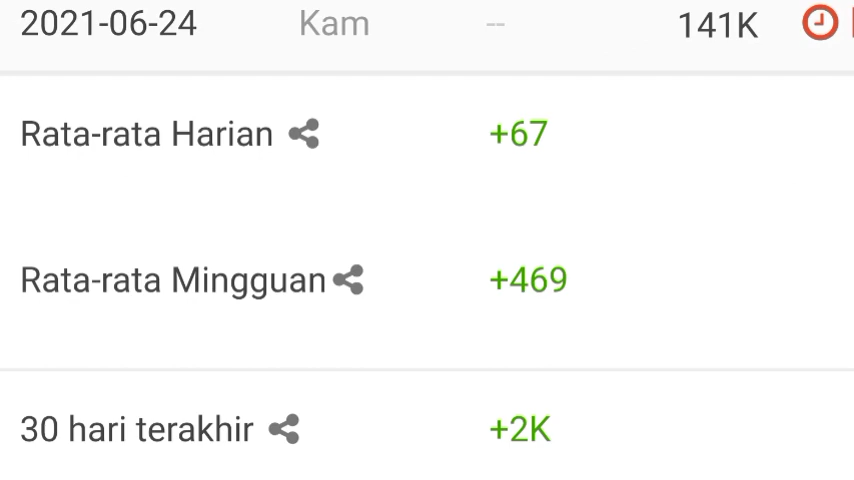 2021-06-24 Kam -- 141K
Rata-rata Harian +67
Rata-rata Mingguan +469
30 hari terakhir +2K